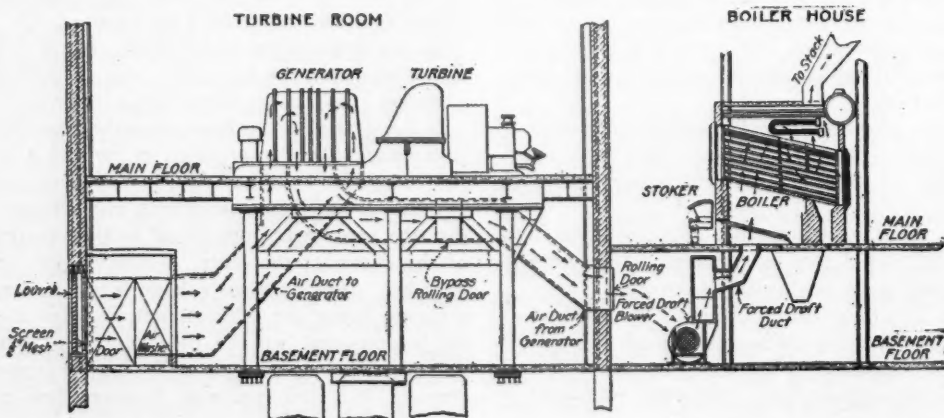 TURBINE ROOM
BOILER HOUSE
GENERATOR
TURBINE
To Stack
MAIN FLOOR
STOKER
BOILER
MAIN
FLOOR
Louvre
Air Duct to
Generator
Bypass
Rolling Door
Rolling
Door
Forced Draft
Blower
Air Duct
from
Generator
Forced Draft
Duct
Screen
Mesh
Door
Air
BASEMENT FLOOR
BASEMENT
FLOOR